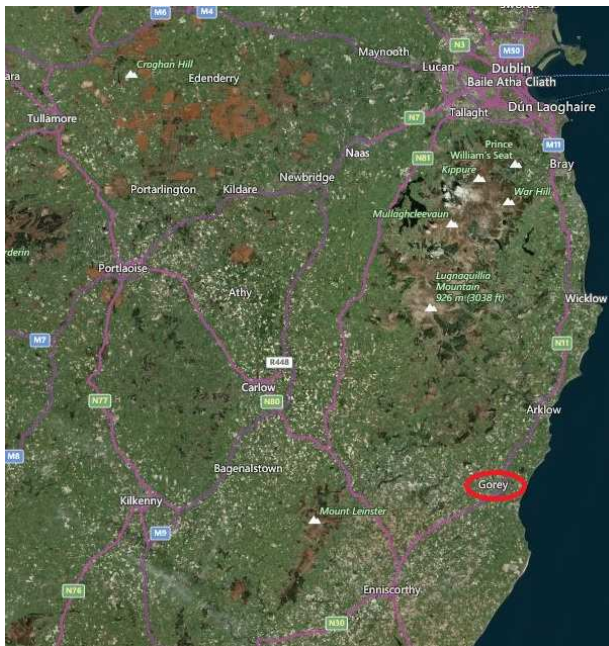 Swords
M6
M4
Maynooth
N3
M50
Lucan
Dublin
Baile Atha Cliath
Croghan Hill
Edenderry
Tullamore
Dún Laoghaire
Tallaght
N7
N81
M11
Naas
Prince
William's Seat
Bray
Kippure
Newbridge
Portarlington
Kildare
War Hill
Mullaghcleevaun
Portlaoise
Lugnaquillia
Mountain
926 m (3038 ft)
Athy
Wicklow
M7
N11
R448
Carlow
N80
N77
Arklow
M8
Bagenalstown
Gorey
Kilkenny
Mount Leinster
M9
Enniscorthy
N76
N30